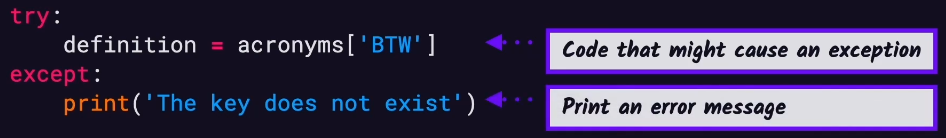 try:
    definition = acronyms['BTW']
Code that might cause an exception
except:
    print('The key does not exist')
Print an error message